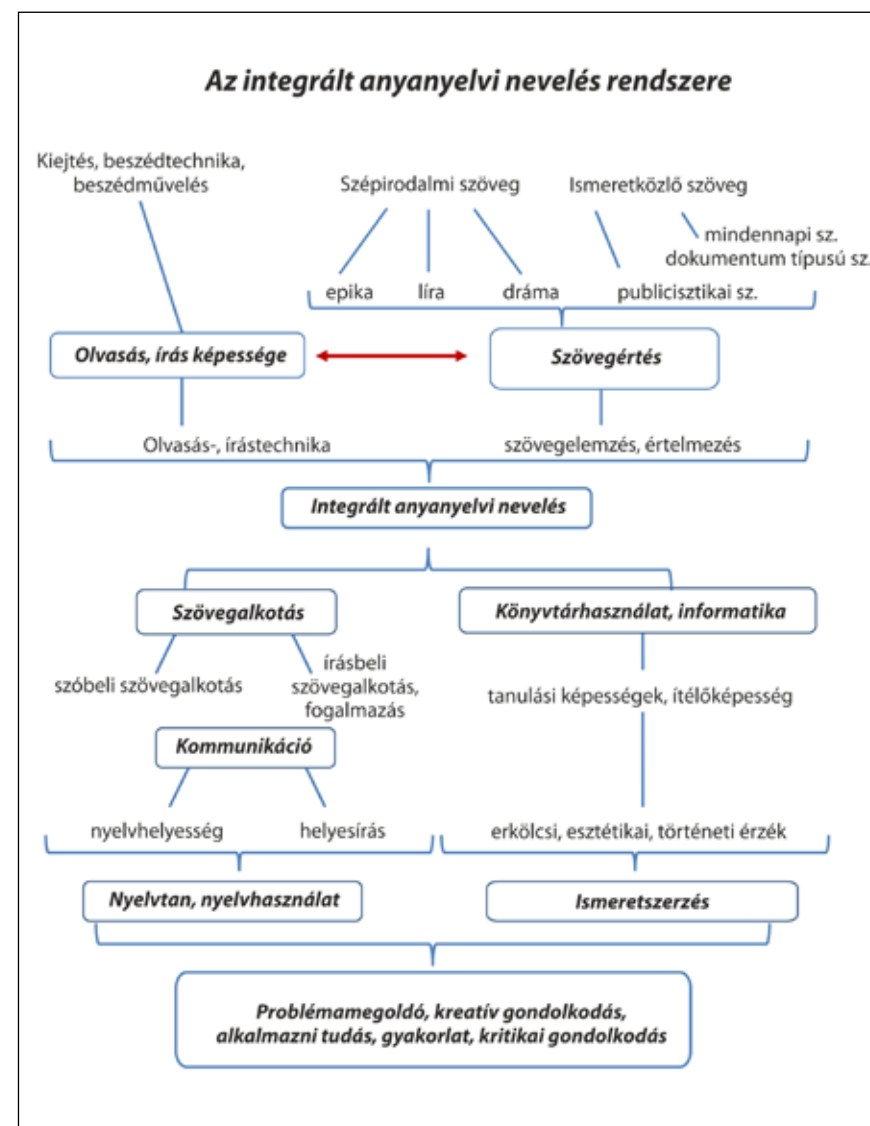 Az integrált anyanyelvi nevelés rendszere
Kiejtés, beszédtechnika,
beszédművelés
Szépirodalmi szöveg
Ismeretközlő szöveg
mindennapi sz.
dokumentum típusú sz.
epika
líra
dráma
publicisztikai sz.
Olvasás, írás képessége
Szövegértés
Olvasás-, írástechnika
szövegelemzés, értelmezés
Integrált anyanyelvi nevelés
Szövegalkotás
Könyvtárhasználat, informatika
szóbeli szövegalkotás
írásbeli
szövegalkotás,
fogalmazás
tanulási képességek, ítélőképesség
Kommunikáció
nyelvhelyesség
helyesírás
erkölcsi, esztétikai, történeti érzék
Nyelvtan, nyelvhasználat
Ismeretszerzés
Problémamegoldó, kreatív gondolkodás,
alkalmazni tudás, gyakorlat, kritikai gondolkodás